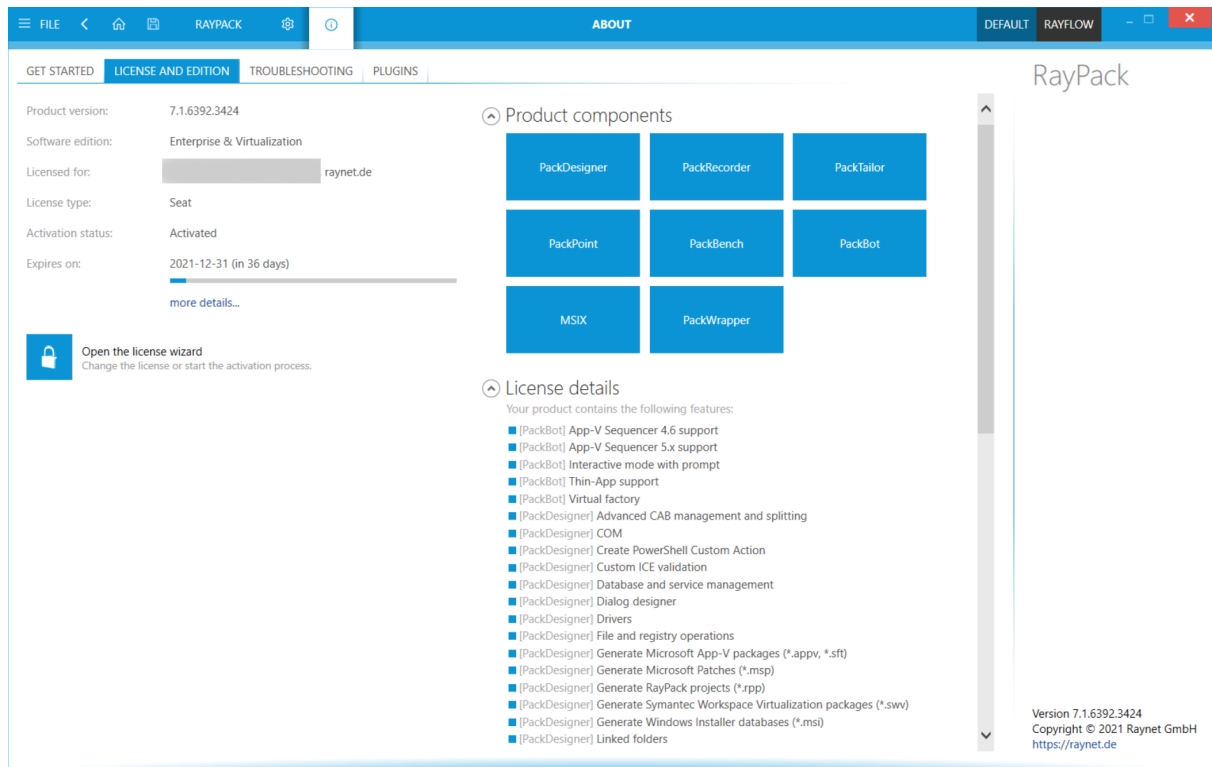 FILE RAYPACK ABOUT DEFAULT RAYFLOW
GET STARTED LICENSE AND EDITION TROUBLESHOOTING PLUGINS
RayPack
Product version: 7.1.6392.3424
Software edition: Enterprise & Virtualization
Licensed for: raynet.de
License type: Seat
Activation status: Activated
Expires on: 2021-12-31 (in 36 days)
more details...
Open the license wizard
Change the license or start the activation process.
Product components
PackDesigner PackRecorder PackTailor
PackPoint PackBench PackBot
MSIX PackWrapper
License details
Your product contains the following features:
[PackBot] App-V Sequencer 4.6 support
[PackBot] App-V Sequencer 5.x support
[PackBot] Interactive mode with prompt
[PackBot] Thin-App support
[PackBot] Virtual factory
[PackDesigner] Advanced CAB management and splitting
[PackDesigner] COM
[PackDesigner] Create PowerShell Custom Action
[PackDesigner] Custom ICE validation
[PackDesigner] Database and service management
[PackDesigner] Dialog designer
[PackDesigner] Drivers
[PackDesigner] File and registry operations
[PackDesigner] Generate Microsoft App-V packages (*.appv, *.sft)
[PackDesigner] Generate Microsoft Patches (*.msp)
[PackDesigner] Generate RayPack projects (*.rpp)
[PackDesigner] Generate Symantec Workspace Virtualization packages (*.swv)
[PackDesigner] Generate Windows Installer databases (*.msi)
[PackDesigner] Linked folders
Version 7.1.6392.3424
Copyright © 2021 Raynet GmbH
https://raynet.de